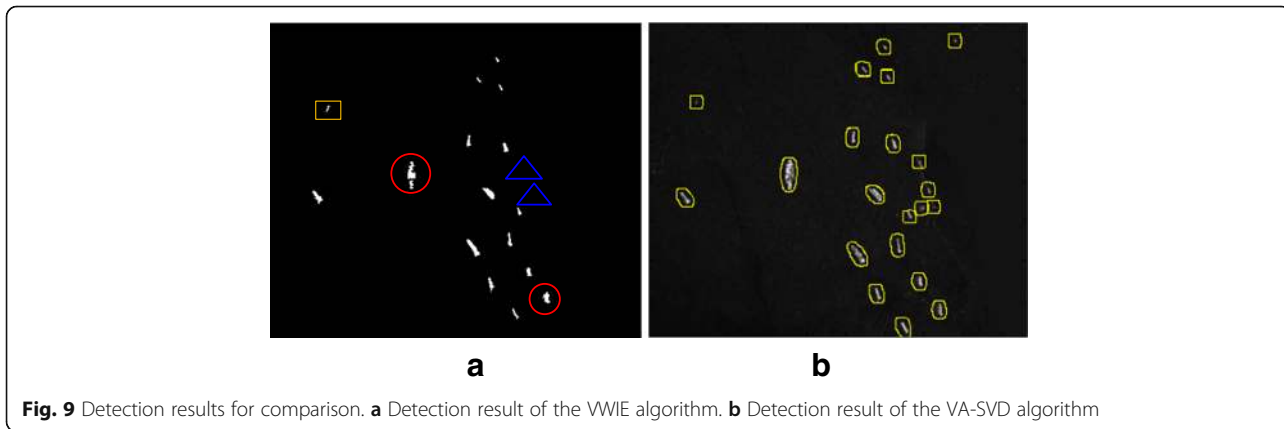 a
b
Fig. 9 Detection results for comparison. a Detection result of the VWIE algorithm. b Detection result of the VA-SVD algorithm